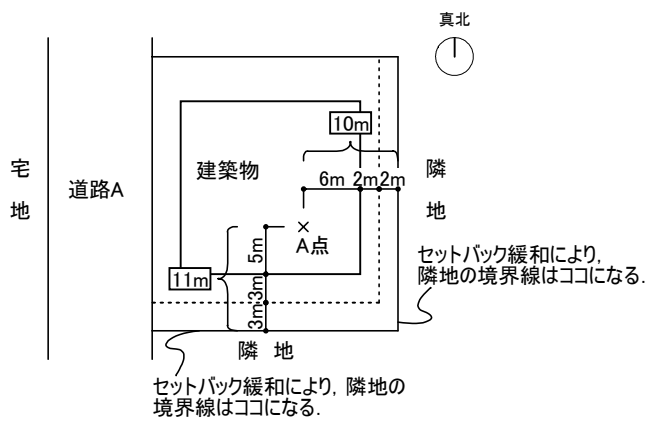 真北
10m
宅地
道路A
建築物
6m 2m 2m
隣地
A点
5m
11m
3m
3m
セットバック緩和により,
隣地の境界線はココになる.
隣 地
セットバック緩和により, 隣地の
境界線はココになる.